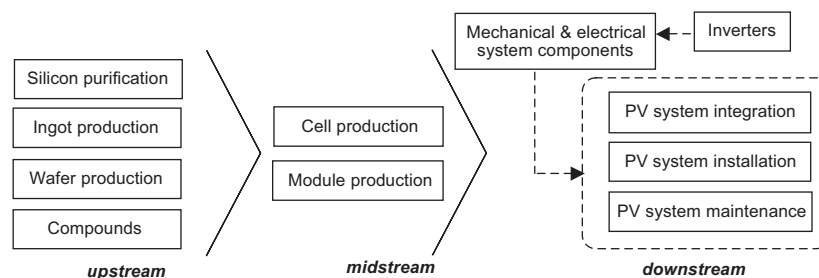 Silicon purification
Ingot production
Wafer production
Compounds
upstream
Cell production
Module production
midstream
Mechanical & electrical
system components
Inverters
PV system integration
PV system installation
PV system maintenance
downstream